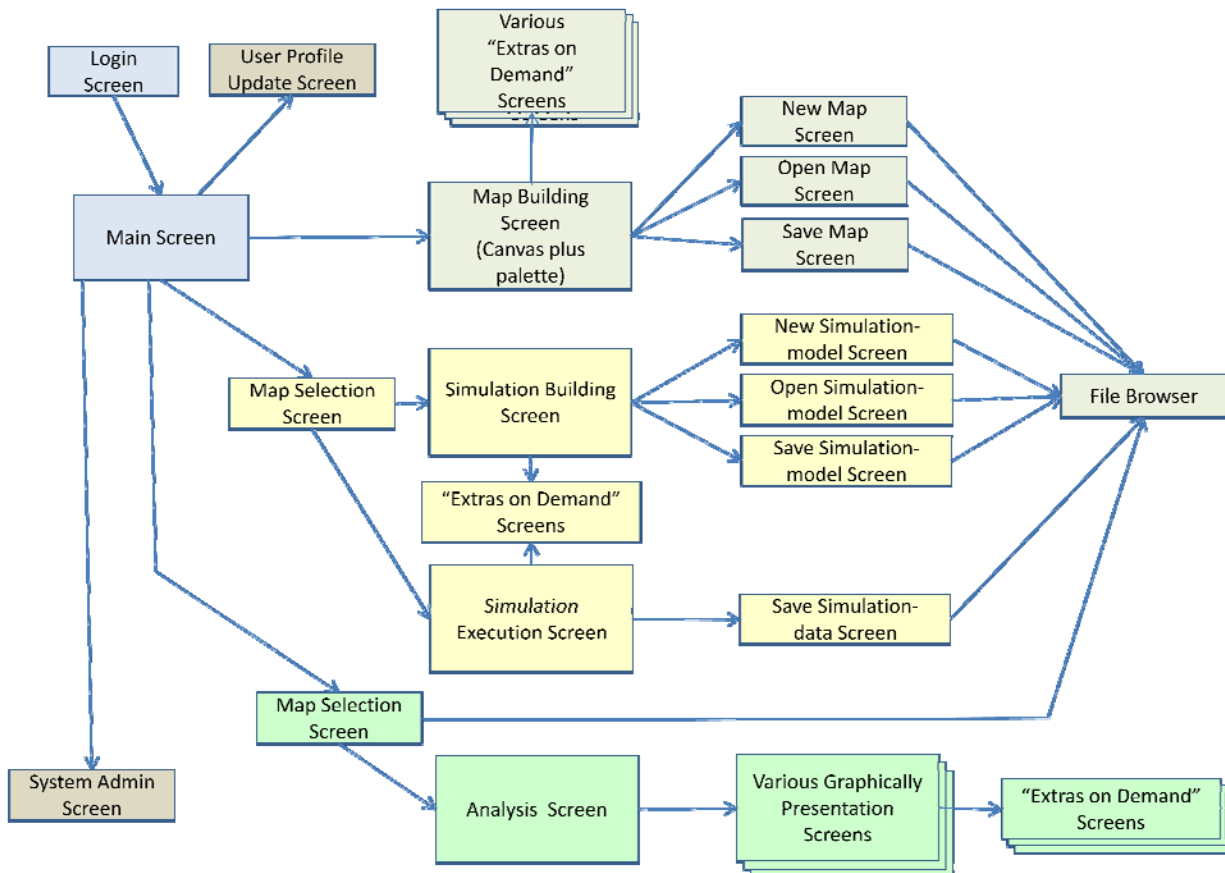 Login
Screen
User Profile
Update Screen
Various
“Extras on
Demand”
Screens
Screens
New Map
Screen
Open Map
Screen
Save Map
Screen
Main Screen
Map Building
Screen
(Canvas plus
palette)
New Simulation-
model Screen
Open Simulation-
model Screen
Save Simulation-
model Screen
File Browser
Map Selection
Screen
Simulation Building
Screen
“Extras on Demand”
Screens
Simulation
Execution Screen
Save Simulation-
data Screen
Map Selection
Screen
System Admin
Screen
Analysis Screen
Various Graphically
Presentation
Screens
“Extras on Demand”
Screens